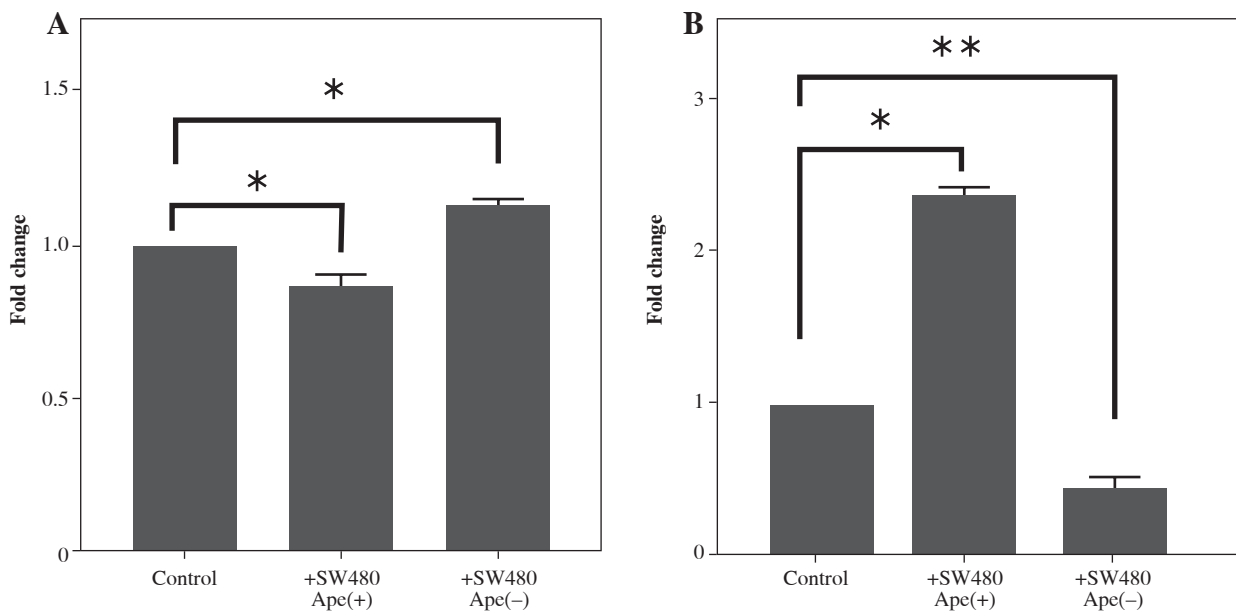 A
*
*
1.5
1.0
0.5
0
Fold change
Control
+SW480
Ape(+)
+SW480
Ape(–)
B
**
*
3
2
1
0
Fold change
Control
+SW480
Ape(+)
+SW480
Ape(–)